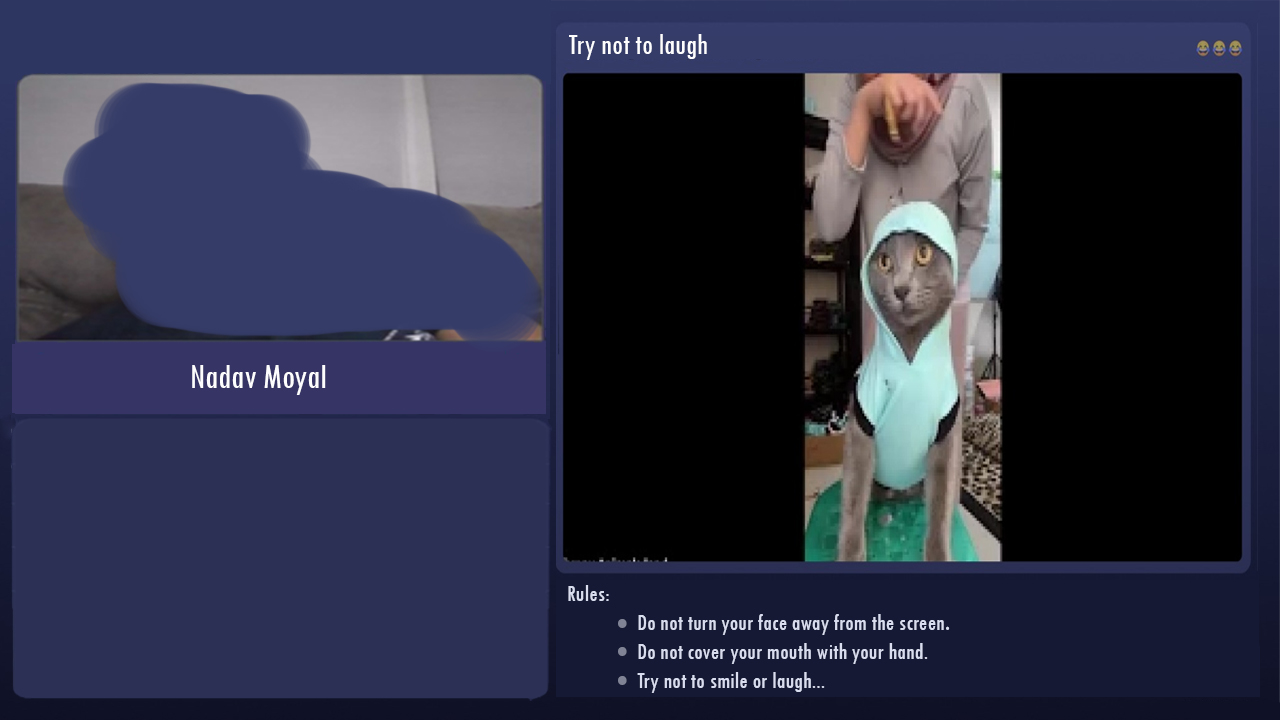 Try not to laugh
Nadav Moyal
Rules:
Do not turn your face away from the screen.
Do not cover your mouth with your hand.
Try not to smile or laugh...